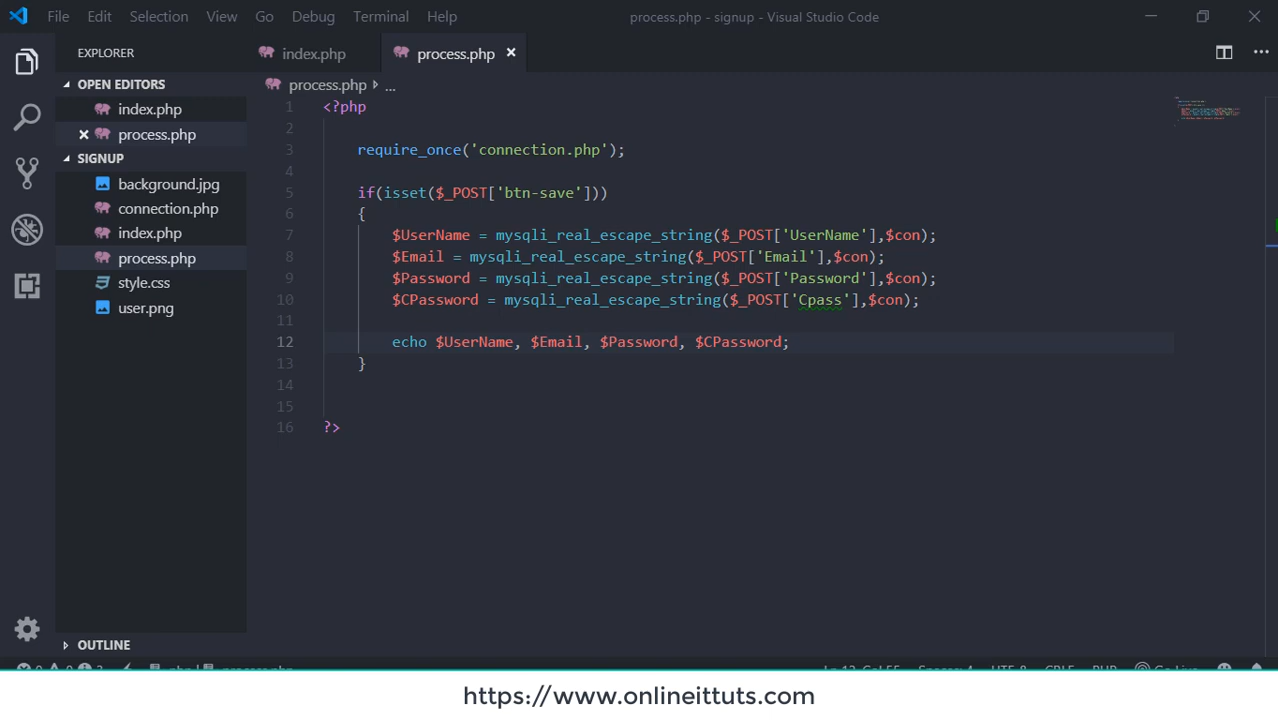 File Edit Selection View Go Debug Terminal Help process.php - signup - Visual Studio Code
EXPLORER index.php process.php
OPEN EDITORS process.php ...
index.php
process.php
SIGNUP
background.jpg
connection.php
index.php
process.php
style.css
user.png
OUTLINE
1 <?php
2
3 require_once('connection.php');
4
5 if(isset($_POST['btn-save']))
6 {
7 $UserName = mysqli_real_escape_string($_POST['UserName'],$con);
8 $Email = mysqli_real_escape_string($_POST['Email'],$con);
9 $Password = mysqli_real_escape_string($_POST['Password'],$con);
10 $CPassword = mysqli_real_escape_string($_POST['Cpass'],$con);
11
12 echo $UserName, $Email, $Password, $CPassword;
13 }
14
15
16 ?>
https://www.onlineittuts.com